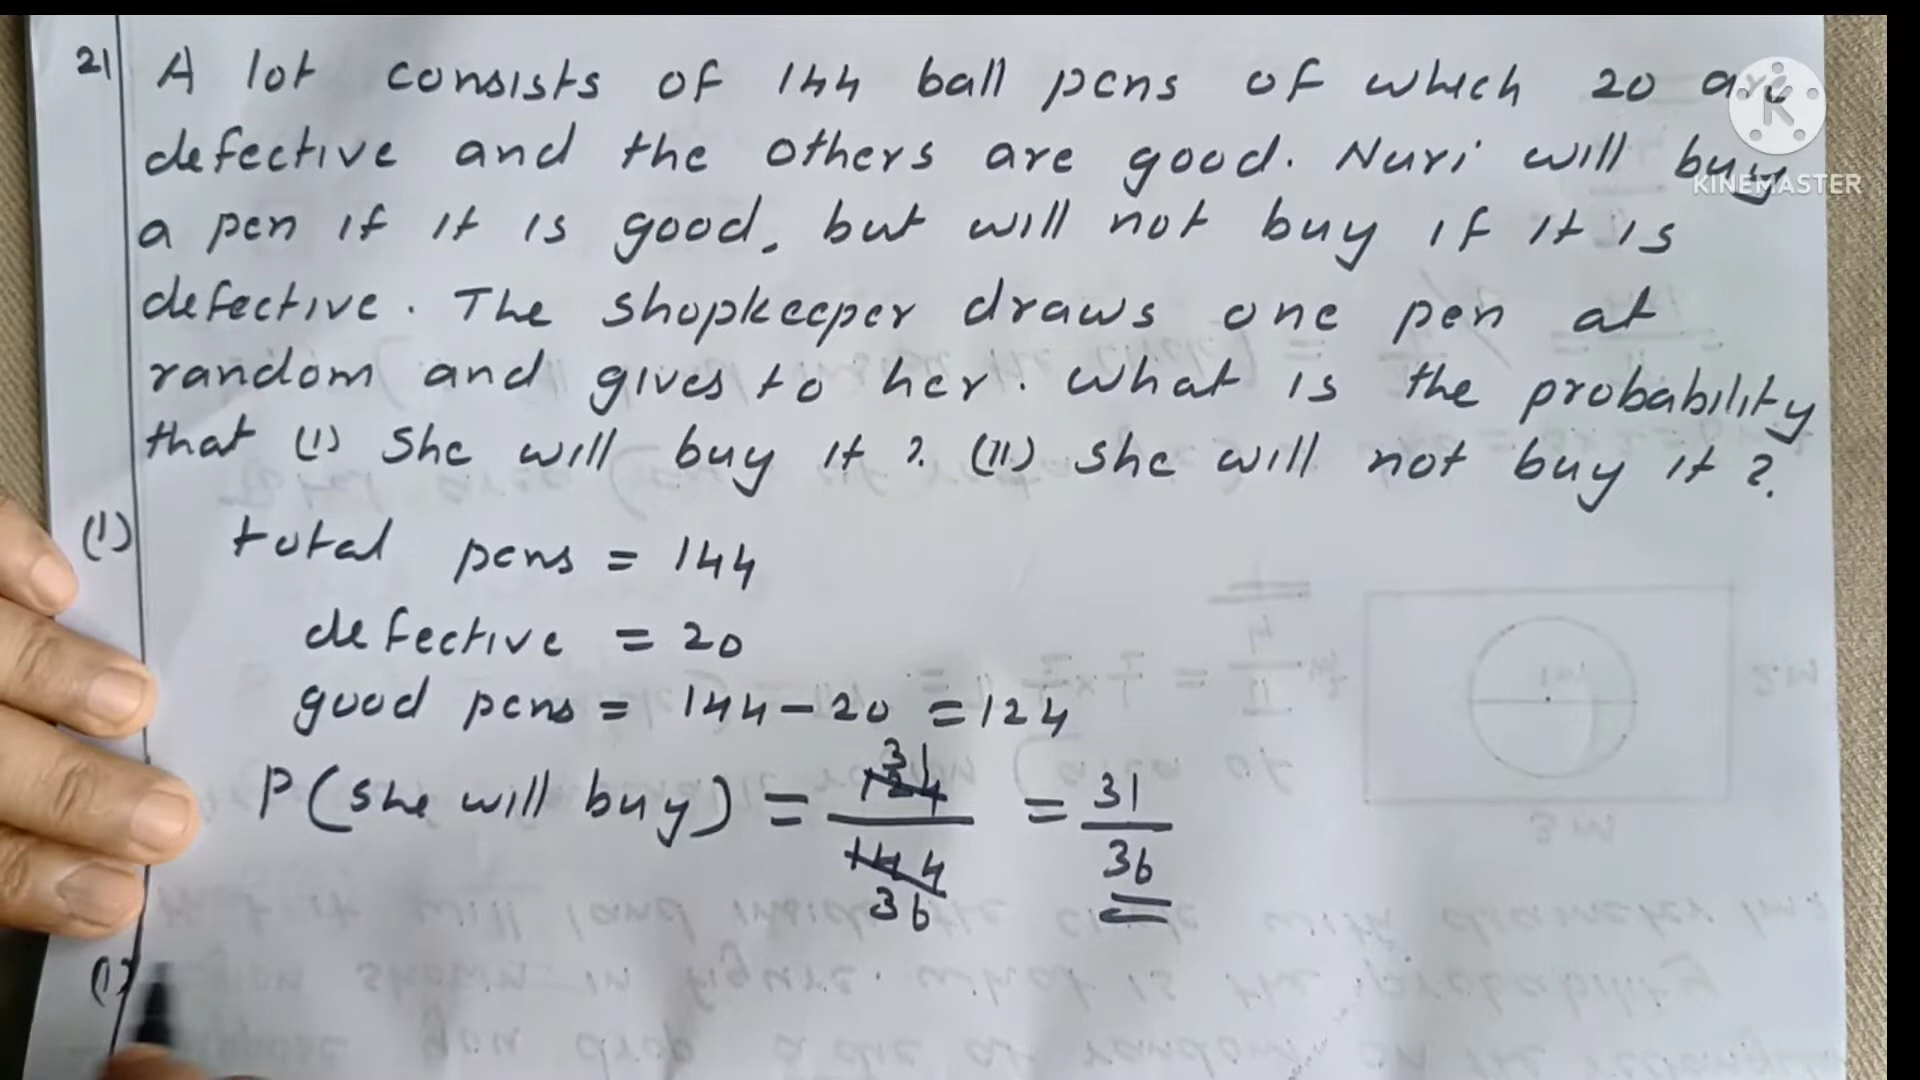 21 A lot consists of 144 ball pens of which 20 are
defective and the others are good. Nuri will buy
a pen if it is good, but will not buy if it is
defective. The shopkeeper draws one pen at
random and gives to her. What is the probability
that (i) She will buy it ? (ii) she will not buy it ?
(i) total pens = 144
defective = 20
good pens = 144 - 20 = 124
P(she will buy) = 124/144 = 31/36
31
36
KINEMASTER